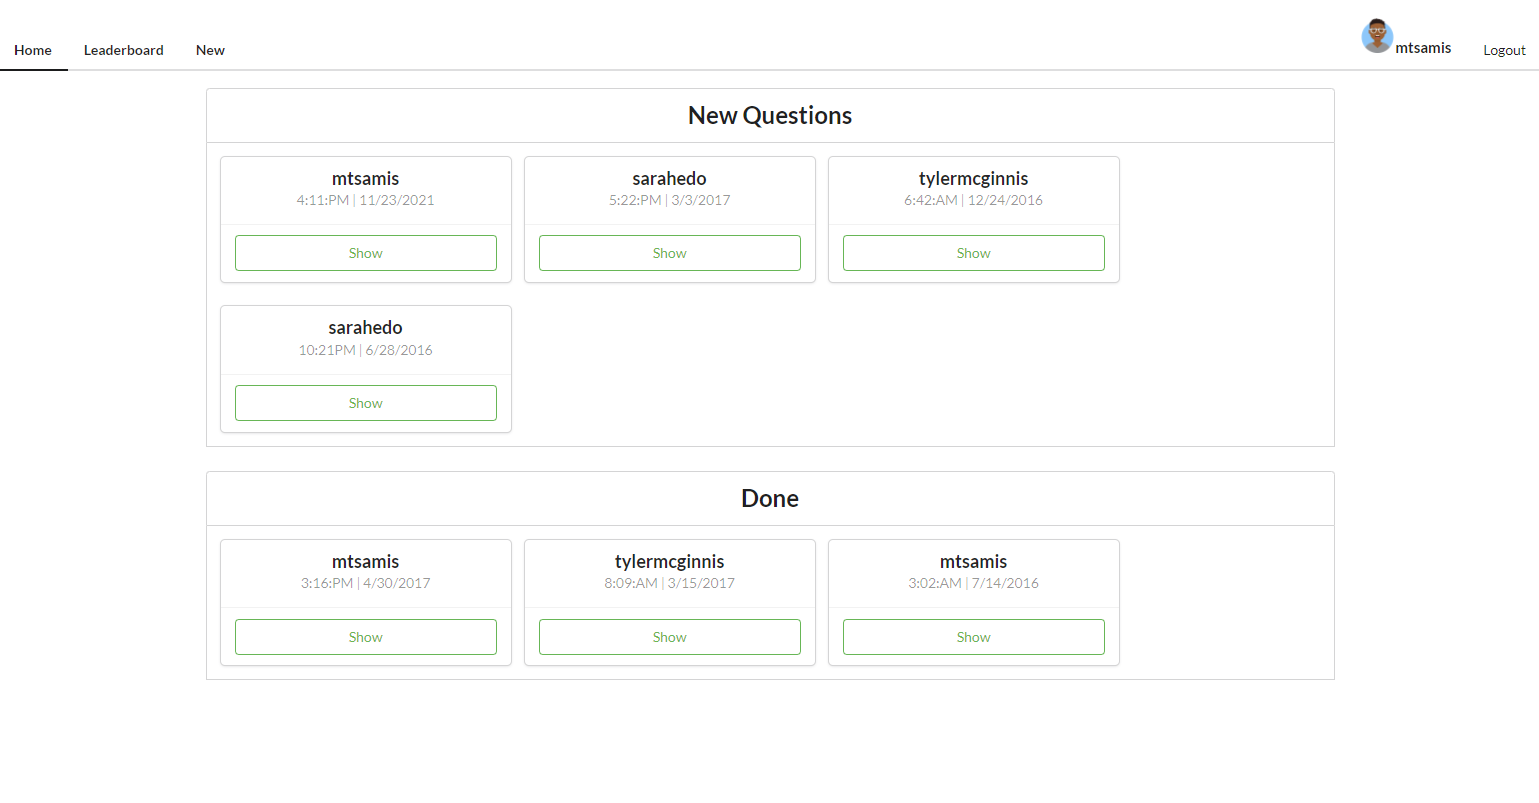 Home Leaderboard New mtsamis Logout
New Questions
mtsamis
4:11:PM | 11/23/2021
Show
sarahedo
5:22:PM | 3/3/2017
Show
tylermcginnis
6:42:AM | 12/24/2016
Show
sarahedo
10:21PM | 6/28/2016
Show
Done
mtsamis
3:16:PM | 4/30/2017
Show
tylermcginnis
8:09:AM | 3/15/2017
Show
mtsamis
3:02:AM | 7/14/2016
Show